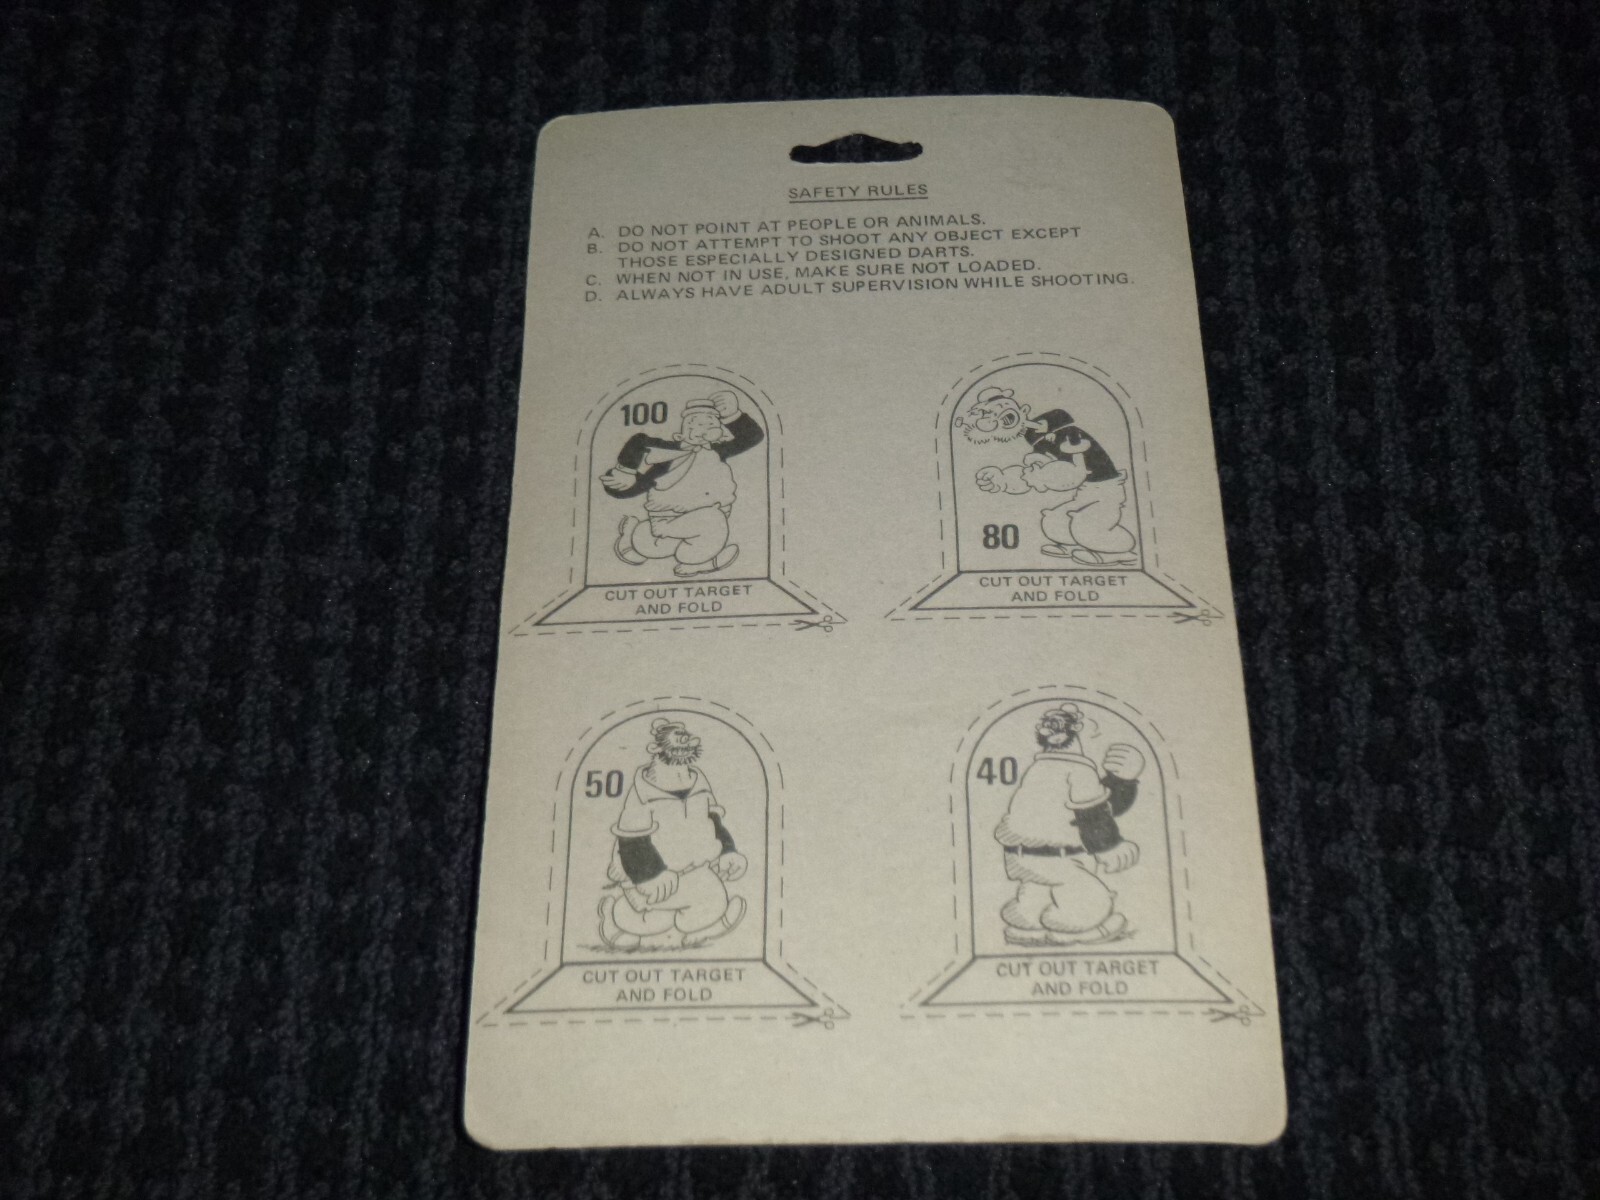 SAFETY RULES
A. DO NOT POINT AT PEOPLE OR ANIMALS.
B. DO NOT ATTEMPT TO SHOOT ANY OBJECT EXCEPT
THOSE ESPECIALLY DESIGNED DARTS.
C. WHEN NOT IN USE, MAKE SURE NOT LOADED.
D. ALWAYS HAVE ADULT SUPERVISION WHILE SHOOTING.
100
CUT OUT TARGET
AND FOLD
80
CUT OUT TARGET
AND FOLD
50
CUT OUT TARGET
AND FOLD
40
CUT OUT TARGET
AND FOLD